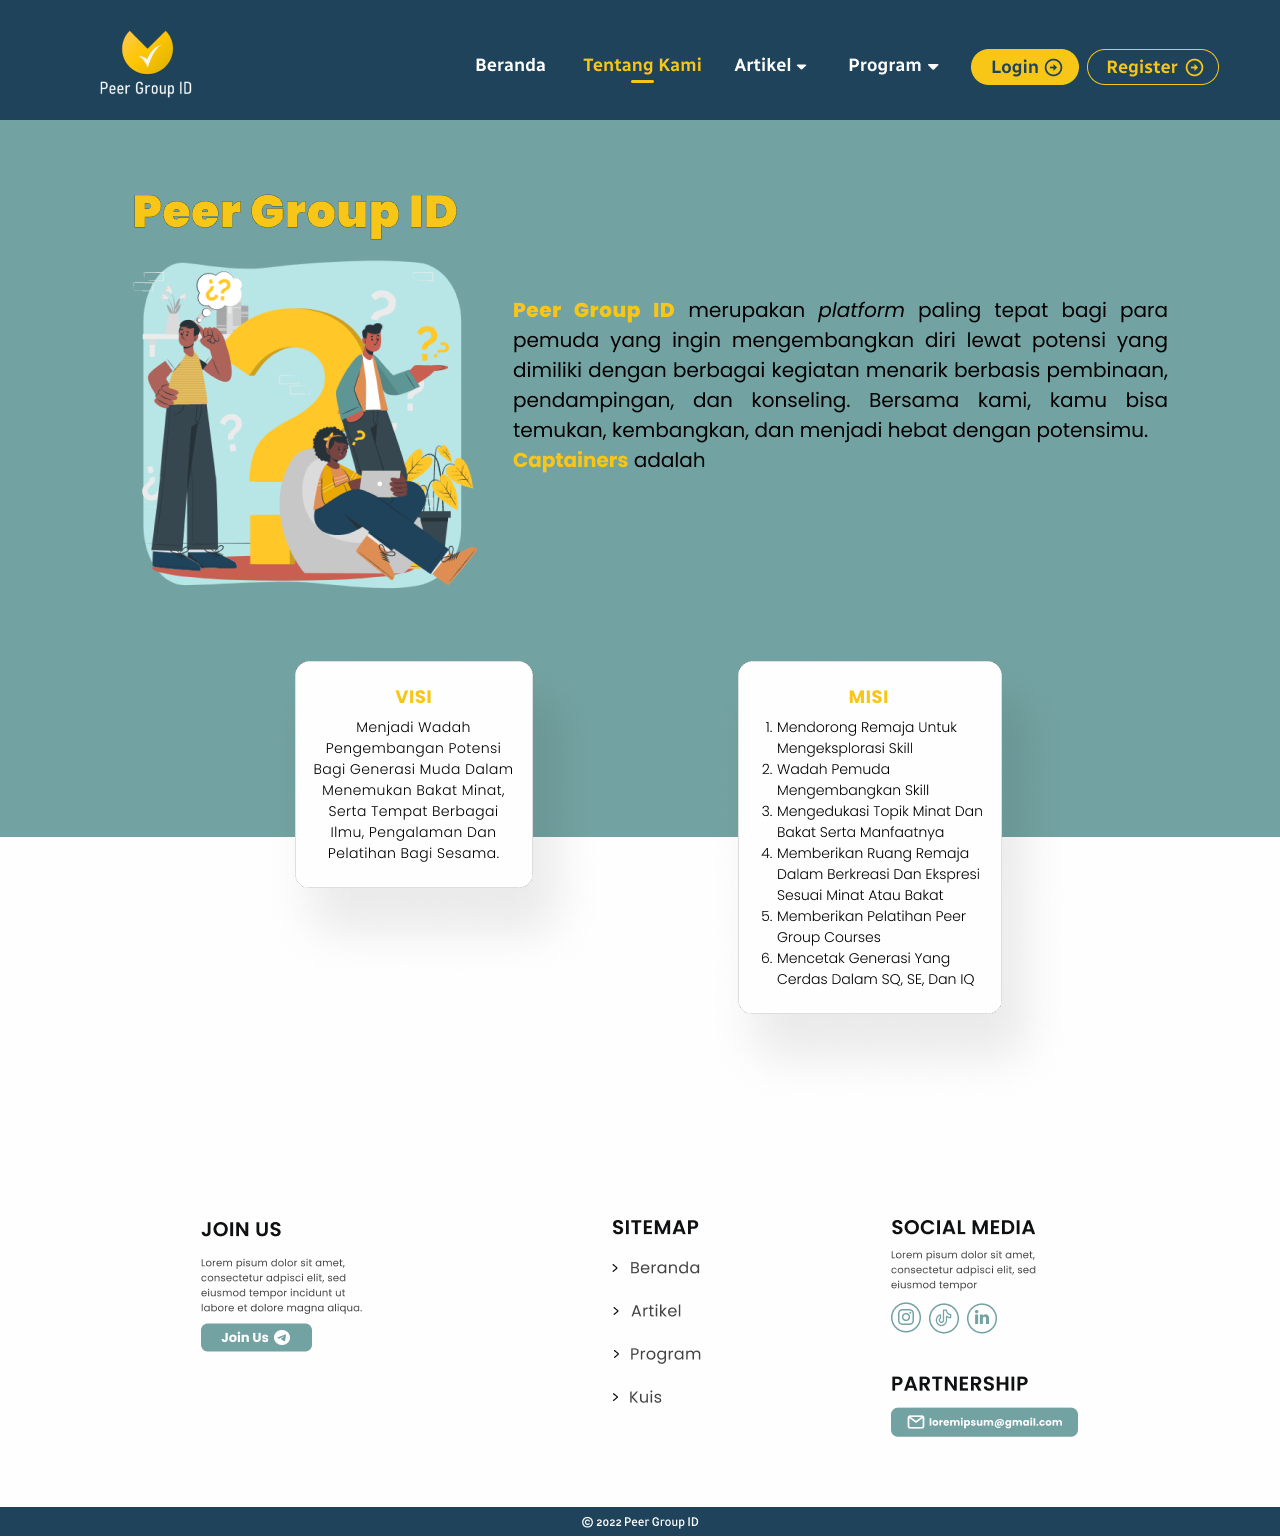 Peer Group ID
Beranda
Tentang Kami
Artikel
Program
Login
Register
Peer Group ID
¿?
?
?
?
?
?
?
?
?
¿
Peer Group ID merupakan platform paling tepat bagi para
pemuda yang ingin mengembangkan diri lewat potensi yang
dimiliki dengan berbagai kegiatan menarik berbasis pembinaan,
pendampingan, dan konseling. Bersama kami, kamu bisa
temukan, kembangkan, dan menjadi hebat dengan potensimu.
Captainers adalah
VISI
Menjadi Wadah
Pengembangan Potensi
Bagi Generasi Muda Dalam
Menemukan Bakat Minat,
Serta Tempat Berbagai
Ilmu, Pengalaman Dan
Pelatihan Bagi Sesama.
MISI
1. Mendorong Remaja Untuk
Mengeksplorasi Skill
2. Wadah Pemuda
Mengembangkan Skill
3. Mengedukasi Topik Minat Dan
Bakat Serta Manfaatnya
4. Memberikan Ruang Remaja
Dalam Berkreasi Dan Ekspresi
Sesuai Minat Atau Bakat
5. Memberikan Pelatihan Peer
Group Courses
6. Mencetak Generasi Yang
Cerdas Dalam SQ, SE, Dan IQ
JOIN US
Lorem pisum dolor sit amet,
consectetur adpisci elit, sed
eiusmod tempor incidunt ut
labore et dolore magna aliqua.
Join Us
SITEMAP
> Beranda
> Artikel
> Program
> Kuis
SOCIAL MEDIA
Lorem pisum dolor sit amet,
consectetur adpisci elit, sed
eiusmod tempor
in
PARTNERSHIP
loremipsum@gmail.com
© 2022 Peer Group ID